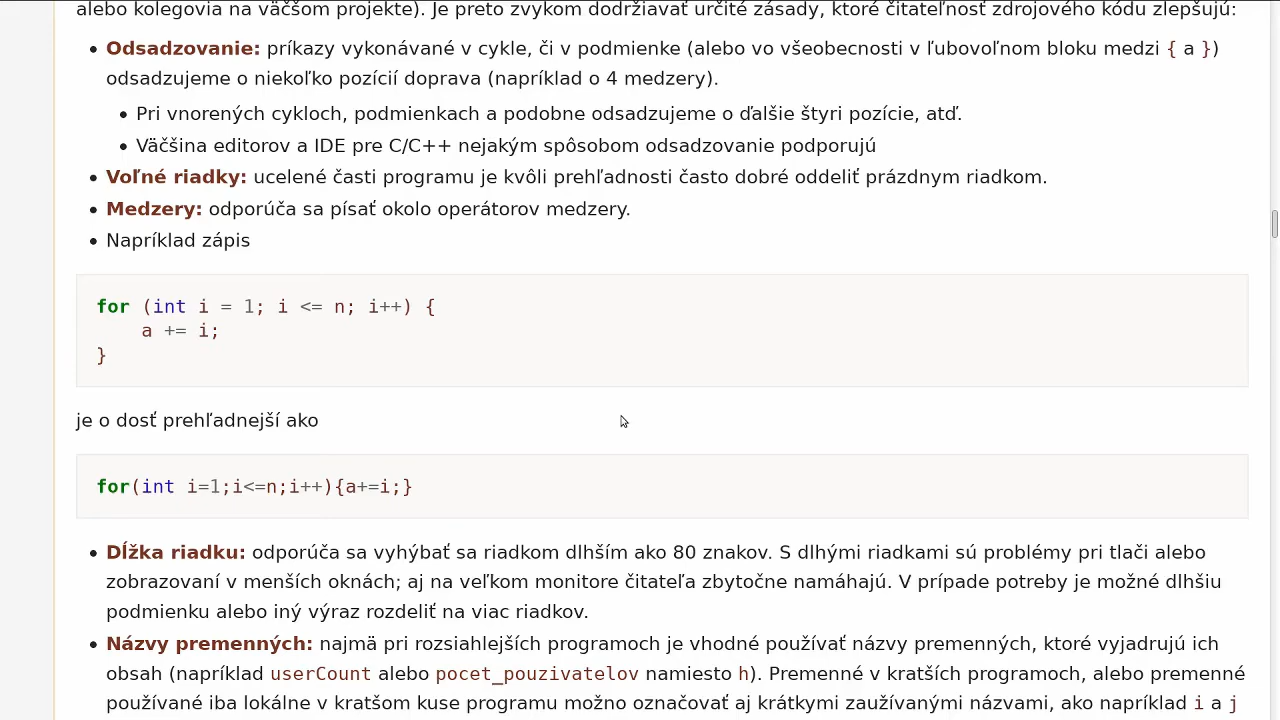 alebo kolegovia na väčšom projekte). Je preto zvykom dodržiavať určité zásady, ktoré čitateľnosť zdrojového kódu zlepšujú:
• Odsadzovanie: príkazy vykonávané v cykle, či v podmienke (alebo vo všeobecnosti v ľubovoľnom bloku medzi { a })
odsadzujeme o niekoľko pozícií doprava (napríklad o 4 medzery).
• Pri vnorených cykloch, podmienkach a podobne odsadzujeme o ďalšie štyri pozície, atď.
• Väčšina editorov a IDE pre C/C++ nejakým spôsobom odsadzovanie podporujú
• Voľné riadky: ucelené časti programu je kvôli prehľadnosti často dobré oddeliť prázdnym riadkom.
• Medzery: odporúča sa písať okolo operátorov medzery.
• Napríklad zápis
for (int i = 1; i <= n; i++) {
    a += i;
}
je o dosť prehľadnejší ako
for(int i=1;i<=n;i++){a+=i;}
• Dĺžka riadku: odporúča sa vyhýbať sa riadkom dlhším ako 80 znakov. S dlhými riadkami sú problémy pri tlači alebo
zobrazovaní v menších oknách; aj na veľkom monitore čitateľa zbytočne namáhajú. V prípade potreby je možné dlhšiu
podmienku alebo iný výraz rozdeliť na viac riadkov.
• Názvy premenných: najmä pri rozsiahlejších programoch je vhodné používať názvy premenných, ktoré vyjadrujú ich
obsah (napríklad userCount alebo pocet_pouzivatelov namiesto h). Premenné v kratších programoch, alebo premenné
používané iba lokálne v kratšom kuse programu možno označovať aj krátkymi zaužívanými názvami, ako napríklad i a j